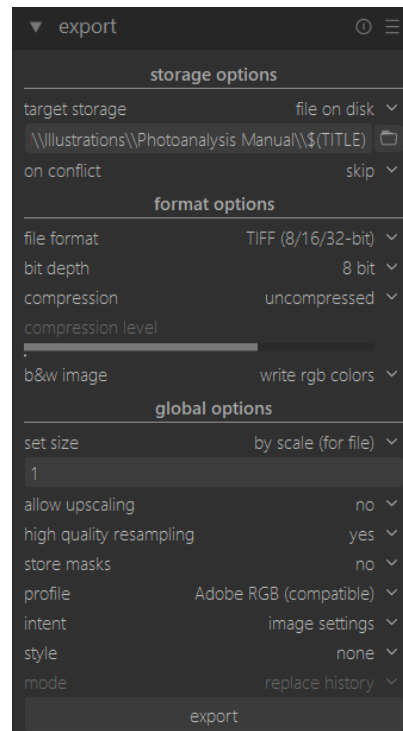 export
storage options
target storage file on disk
\\Illustrations\\Photoanalysis Manual\\$(TITLE)
on conflict skip
format options
file format TIFF (8/16/32-bit)
bit depth 8 bit
compression uncompressed
compression level
b&w image write rgb colors
global options
set size by scale (for file)
1
allow upscaling no
high quality resampling yes
store masks no
profile Adobe RGB (compatible)
intent image settings
style none
mode replace history
export